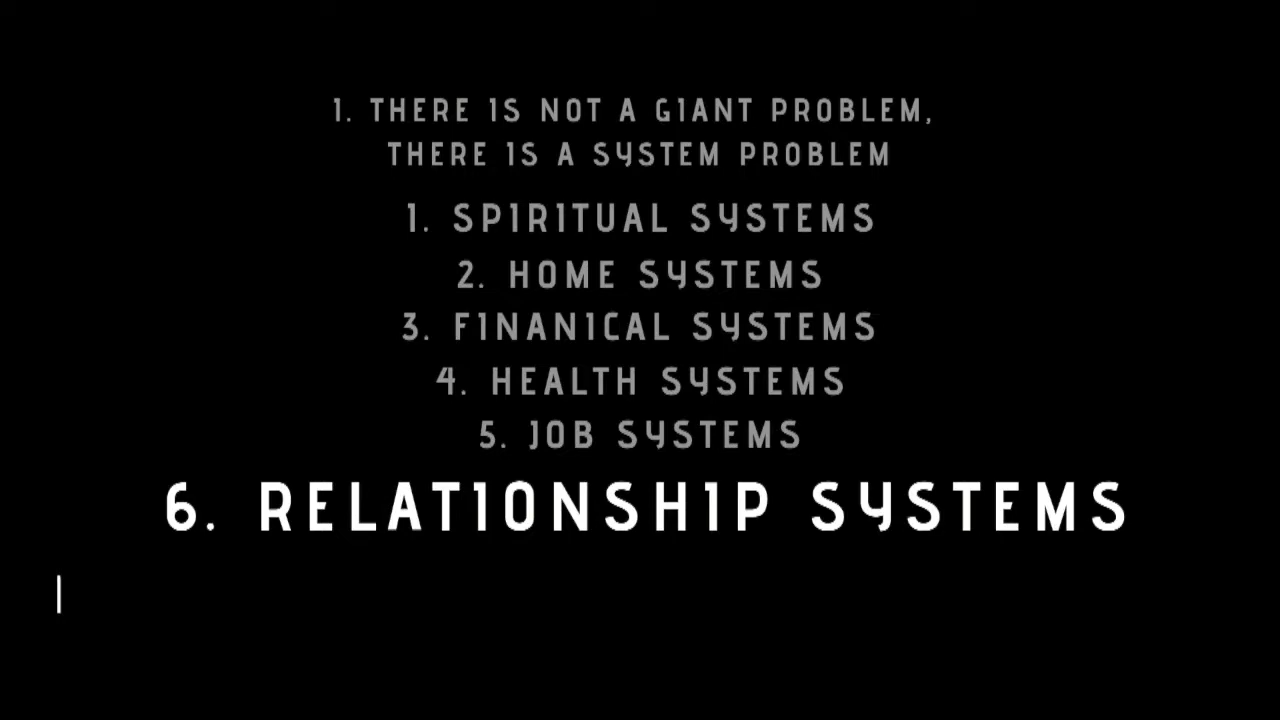 1. THERE IS NOT A GIANT PROBLEM,
THERE IS A SYSTEM PROBLEM
1. SPIRITUAL SYSTEMS
2. HOME SYSTEMS
3. FINANICAL SYSTEMS
4. HEALTH SYSTEMS
5. JOB SYSTEMS
6. RELATIONSHIP SYSTEMS